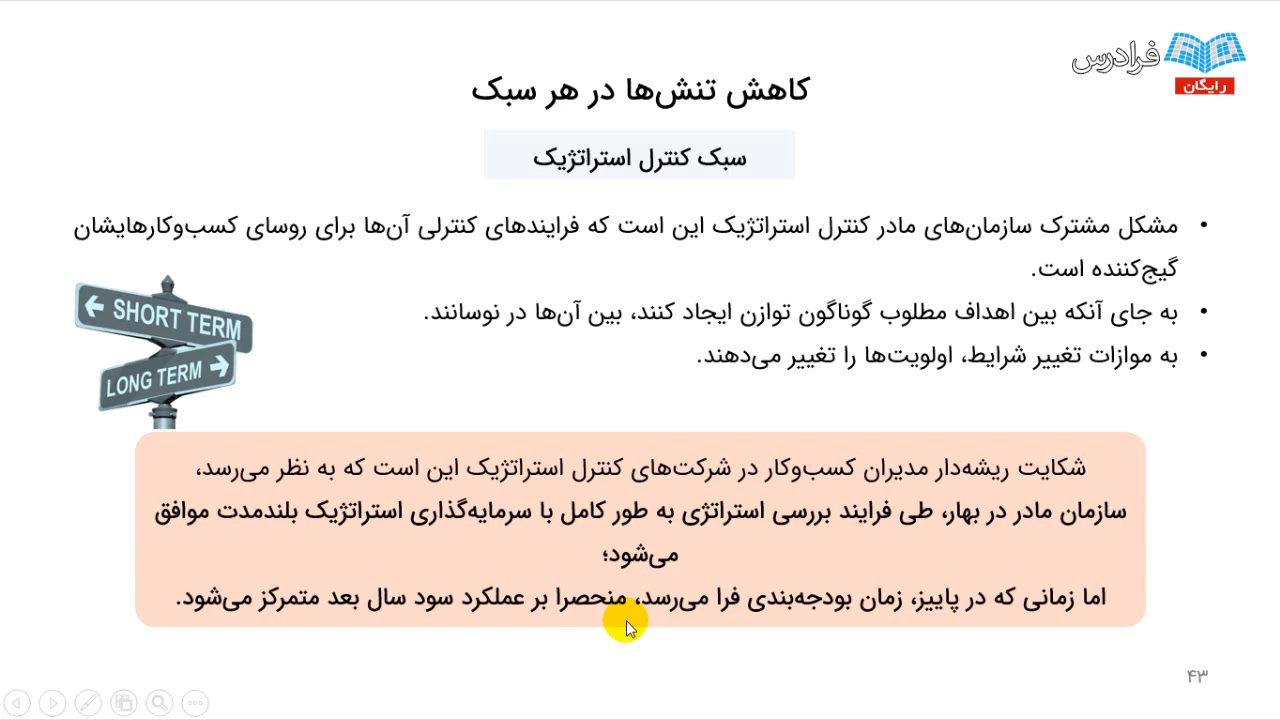 فرادرس
رایگان
کاهش تنش‌ها در هر سبک
سبک کنترل استراتژیک
• مشکل مشترک سازمان‌های مادر کنترل استراتژیک این است که فرایندهای کنترلی آن‌ها برای روسای کسب‌وکارهایشان
گیج‌کننده است.
• به جای آنکه بین اهداف مطلوب گوناگون توازن ایجاد کنند، بین آن‌ها در نوسانند.
• به موازات تغییر شرایط، اولویت‌ها را تغییر می‌دهند.
SHORT TERM
LONG TERM
شکایت ریشه‌دار مدیران کسب‌وکار در شرکت‌های کنترل استراتژیک این است که به نظر می‌رسد،
سازمان مادر در بهار، طی فرایند بررسی استراتژی به طور کامل با سرمایه‌گذاری استراتژیک بلندمدت موافق
می‌شود؛
اما زمانی که در پاییز، زمان بودجه‌بندی فرا می‌رسد، منحصرا بر عملکرد سود سال بعد متمرکز می‌شود.
۴۳